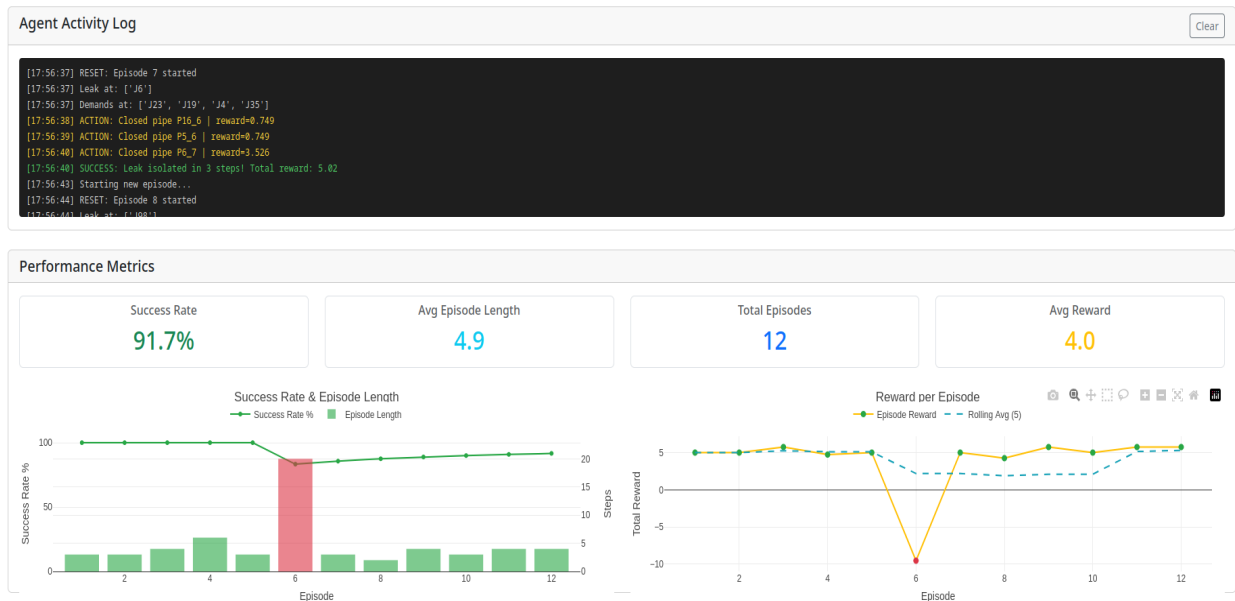 Agent Activity Log
Clear
[17:56:37] RESET: Episode 7 started
[17:56:37] Leak at: ['J6']
[17:56:37] Demands at: ['J23', 'J19', 'J4', 'J35']
[17:56:38] ACTION: Closed pipe P16_6 | reward=0.749
[17:56:39] ACTION: Closed pipe P5_6 | reward=0.749
[17:56:40] ACTION: Closed pipe P6_7 | reward=3.526
[17:56:40] SUCCESS: Leak isolated in 3 steps! Total reward: 5.02
[17:56:43] Starting new episode...
[17:56:44] RESET: Episode 8 started
[17:56:44] Leak at: ['J98']
Performance Metrics
Success Rate
91.7%
Avg Episode Length
4.9
Total Episodes
12
Avg Reward
4.0
Success Rate & Episode Length
Success Rate %
Episode Length
100
50
0
Success Rate %
20
15
10
5
0
Steps
2 4 6 8 10 12
Episode
Reward per Episode
Episode Reward
Rolling Avg (5)
5
0
−5
−10
Total Reward
2 4 6 8 10 12
Episode